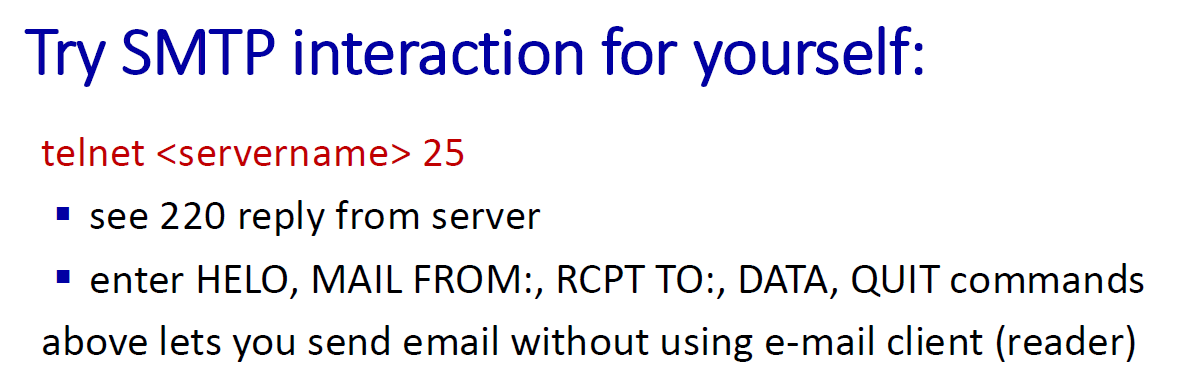 Try SMTP interaction for yourself:
telnet <servername> 25
▪ see 220 reply from server
▪ enter HELO, MAIL FROM:, RCPT TO:, DATA, QUIT commands
above lets you send email without using e-mail client (reader)